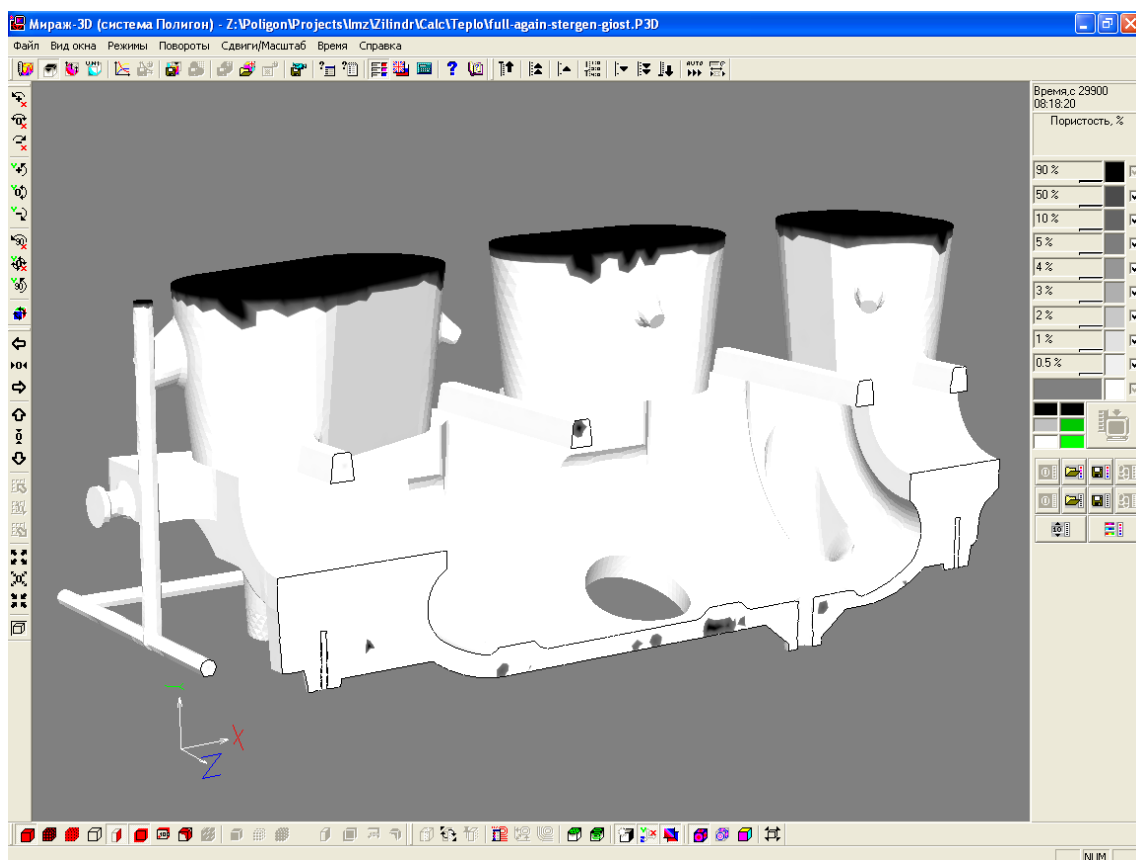 Мираж-3D (система Полигон) - Z:\Poligon\Projects\lmz\Zilindr\Calc\Teplo\full-again-stergen-giost.P3D
Файл Вид окна Режимы Повороты Сдвиги/Масштаб Время Справка
Время,с 29900
08:18:20
Пористость, %
90 %
50 %
10 %
5 %
4 %
3 %
2 %
1 %
0.5 %
X
Z
NUM